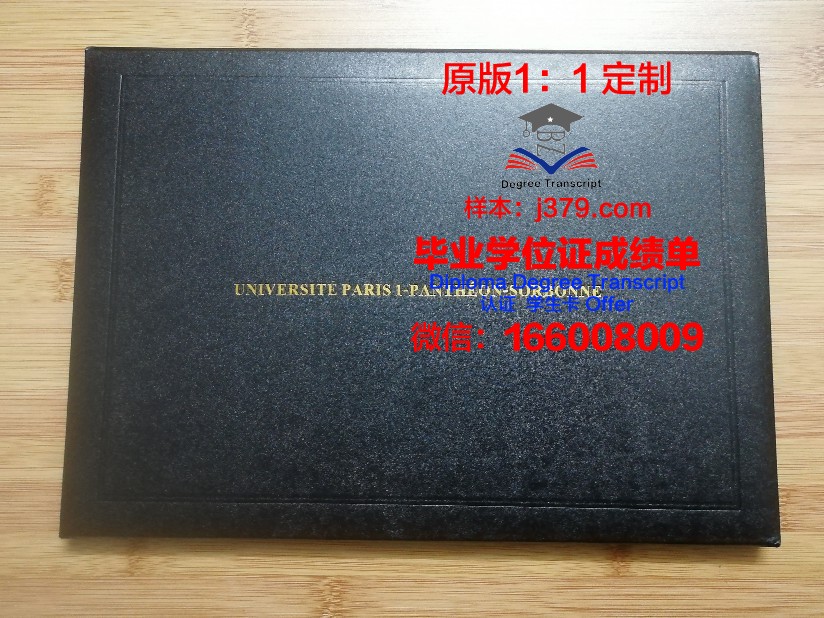 原版1：1 定制
Degree Transcript
样本：j379.com
毕业学位证成绩单
Diploma Degree Transcript
UNIVERSITE PARIS 1-PANTHEON-SORBONNE
认证 学生卡 Offer
微信：166008009